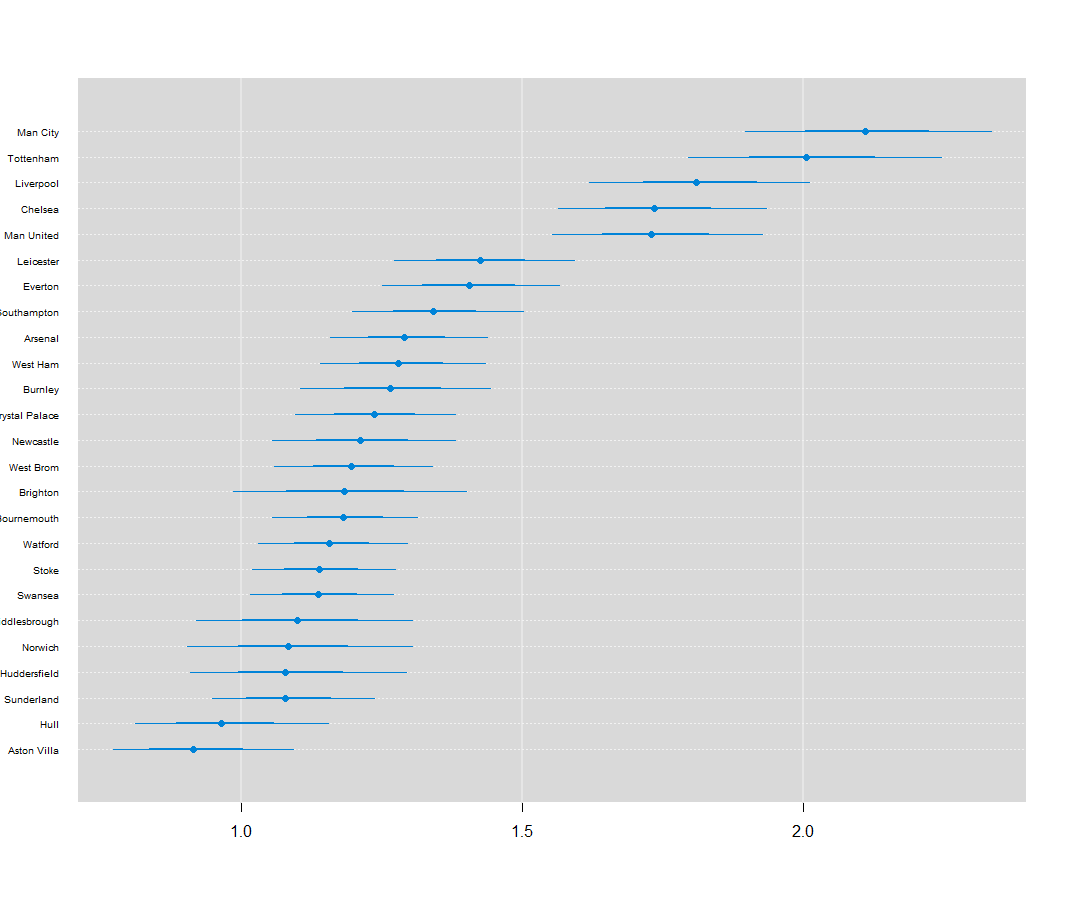 Man City
Tottenham
Liverpool
Chelsea
Man United
Leicester
Everton
Southampton
Arsenal
West Ham
Burnley
rystal Palace
Newcastle
West Brom
Brighton
Bournemouth
Watford
Stoke
Swansea
ddlesbrough
Norwich
Huddersfield
Sunderland
Hull
Aston Villa
1.0 1.5 2.0